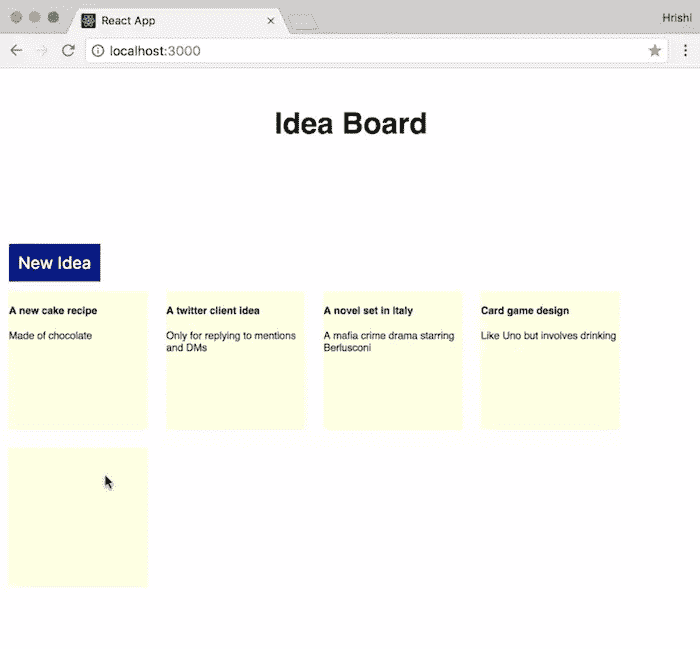 React App
Hrishi
localhost:3000
Idea Board
New Idea
A new cake recipe
Made of chocolate
A twitter client idea
Only for replying to mentions
and DMs
A novel set in Italy
A mafia crime drama starring
Berlusconi
Card game design
Like Uno but involves drinking